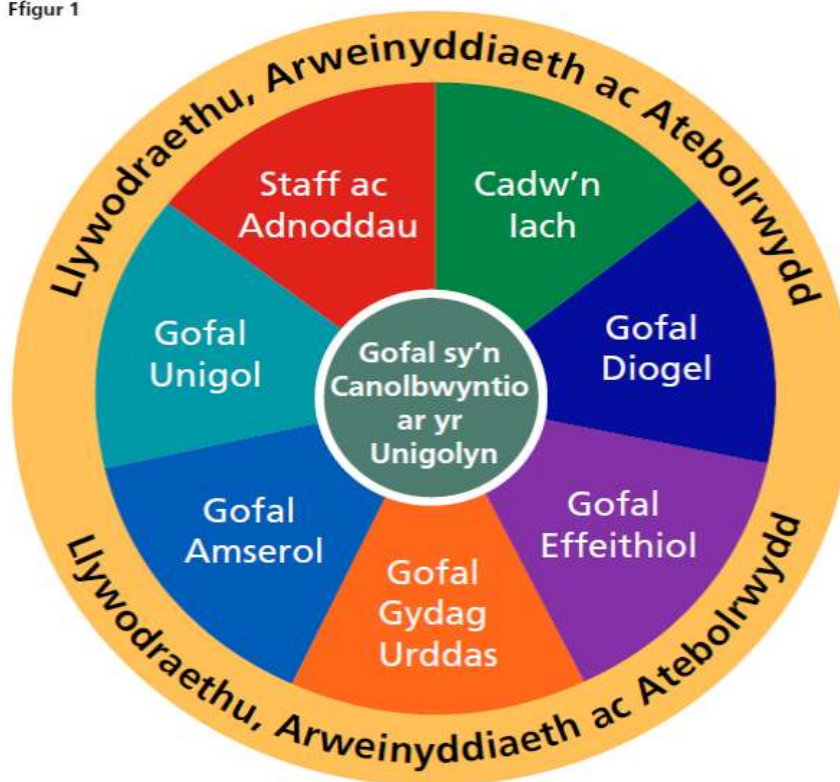 Ffigur 1
Llywodraethu, Arweinyddiaeth ac Atebolrwydd
Staff ac
Adnoddau
Cadw'n
Iach
Gofal
Unigol
Gofal sy'n
Canolbwyntio
ar yr
Unigolyn
Gofal
Diogel
Gofal
Amserol
Gofal
Gydag
Urddas
Gofal
Effeithiol
Llywodraethu, Arweinyddiaeth ac Atebolrwydd